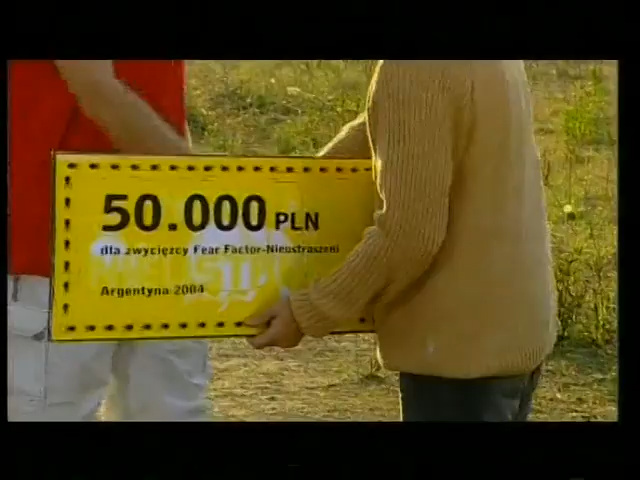 50.000 PLN
dla zwycięzcy Fear Factor-Nieustraszeni
Argentyna 2004